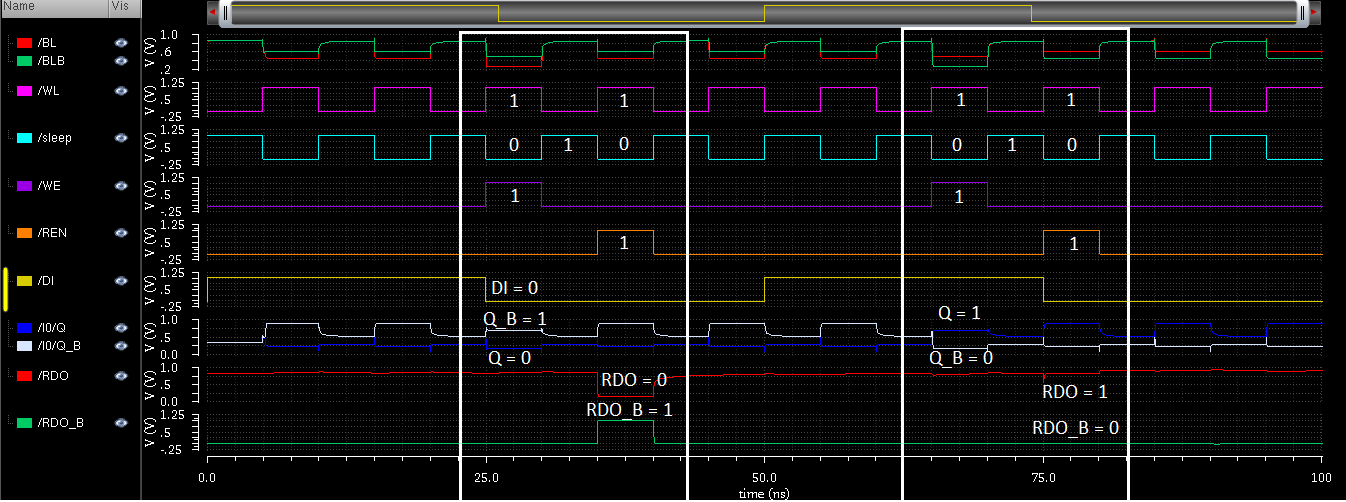 Name Vis
/BL
/BLB
/WL
/sleep
/WE
/REN
/DI
/I0/Q
/I0/Q_B
/RDO
/RDO_B
V (V) 1.0 .6 .2
V (V) 1.25 .5 -.25
1 1 1 1
V (V) 1.25 .5 -.25
0 1 0 0 1 0
V (V) 1.25 .5 -.25
1 1
V (V) 1.25 .5 -.25
1 1
V (V) 1.25 .5 -.25
DI = 0
V (V) 1.0 .5 0.0
Q_B = 1 Q = 1
Q = 0 Q_B = 0
V (V) 1.0 .5 0.0
RDO = 0 RDO = 1
V (V) 1.25 .5 -.25
RDO_B = 1 RDO_B = 0
0.0 25.0 50.0 75.0 100
time (ns)